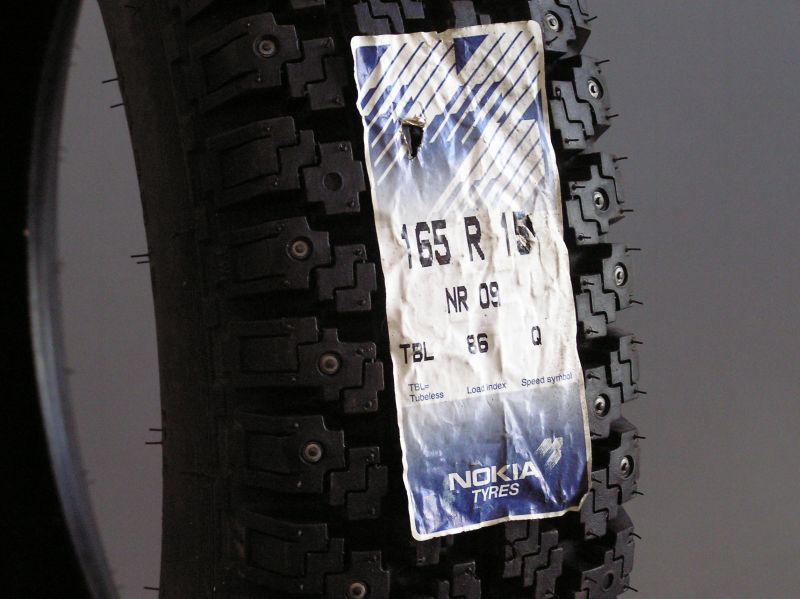 165 R 15
NR 09
TBL 86 Q
TBL= Tubeless Load index Speed symbol
NOKIA
TYRES